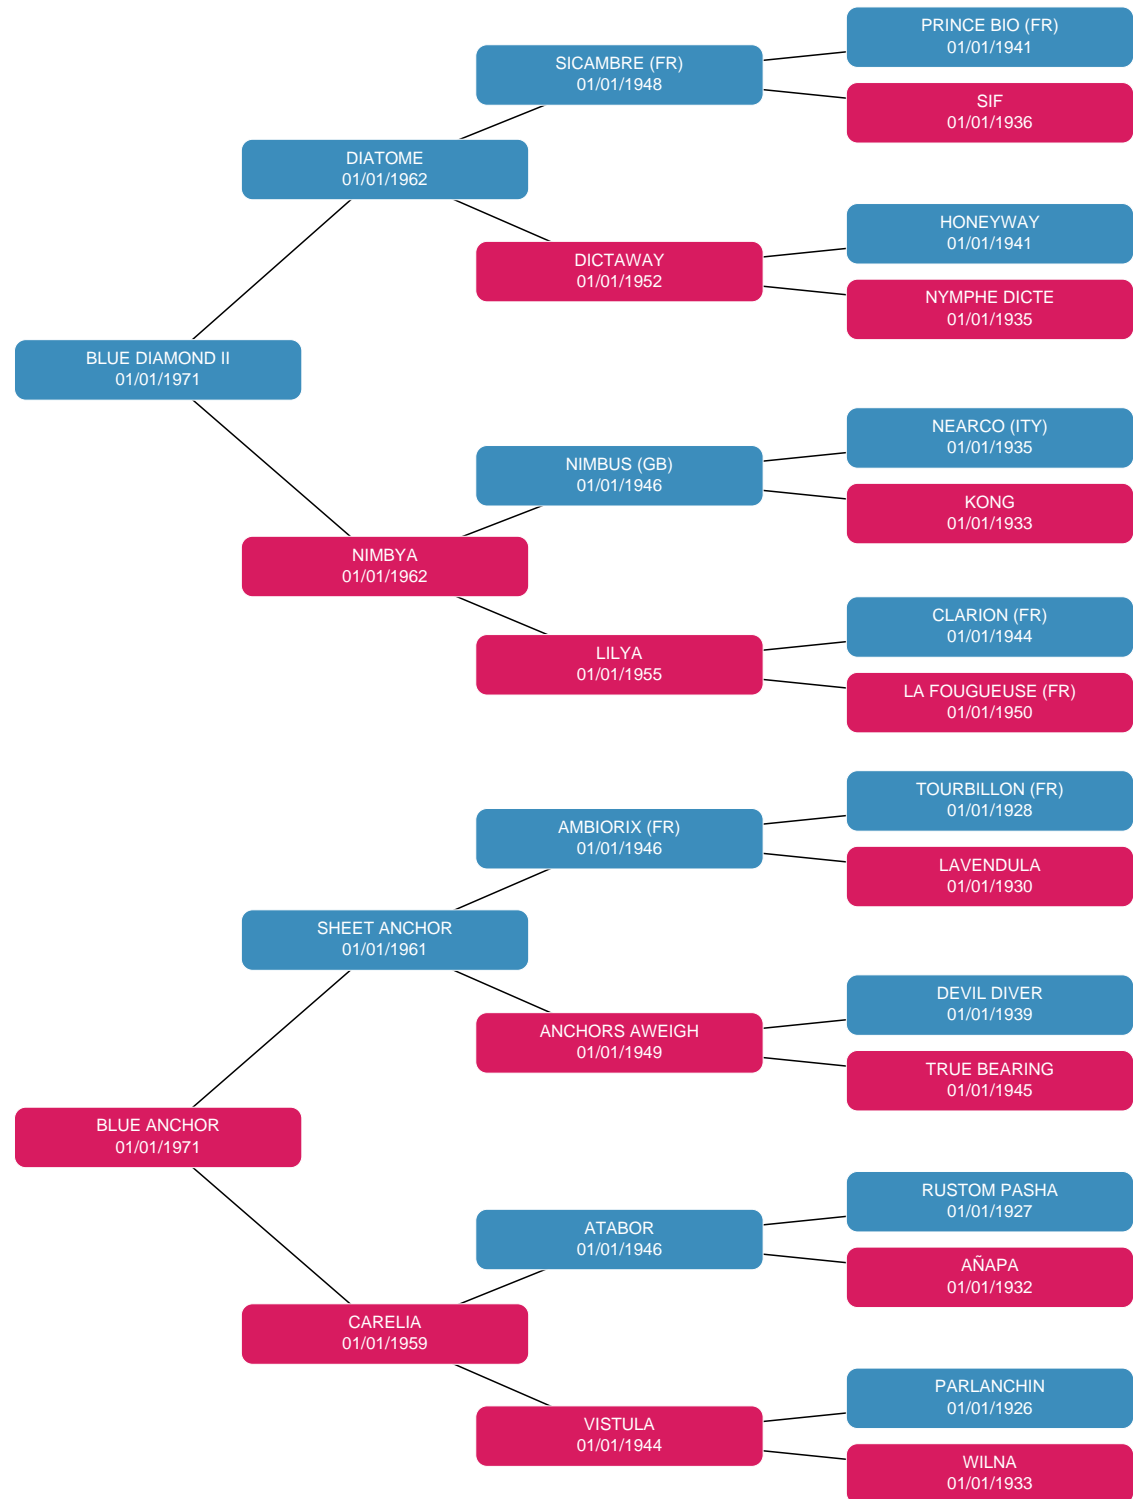 PRINCE BIO (FR)
01/01/1941
SICAMBRE (FR)
01/01/1948
SIF
01/01/1936
DIATOME
01/01/1962
HONEYWAY
01/01/1941
DICTAWAY
01/01/1952
NYMPHE DICTE
01/01/1935
BLUE DIAMOND II
01/01/1971
NEARCO (ITY)
01/01/1935
NIMBUS (GB)
01/01/1946
KONG
01/01/1933
NIMBYA
01/01/1962
CLARION (FR)
01/01/1944
LILYA
01/01/1955
LA FOUGUEUSE (FR)
01/01/1950
TOURBILLON (FR)
01/01/1928
AMBIORIX (FR)
01/01/1946
LAVENDULA
01/01/1930
SHEET ANCHOR
01/01/1961
DEVIL DIVER
01/01/1939
ANCHORS AWEIGH
01/01/1949
TRUE BEARING
01/01/1945
BLUE ANCHOR
01/01/1971
RUSTOM PASHA
01/01/1927
ATABOR
01/01/1946
AÑAPA
01/01/1932
CARELIA
01/01/1959
PARLANCHIN
01/01/1926
VISTULA
01/01/1944
WILNA
01/01/1933